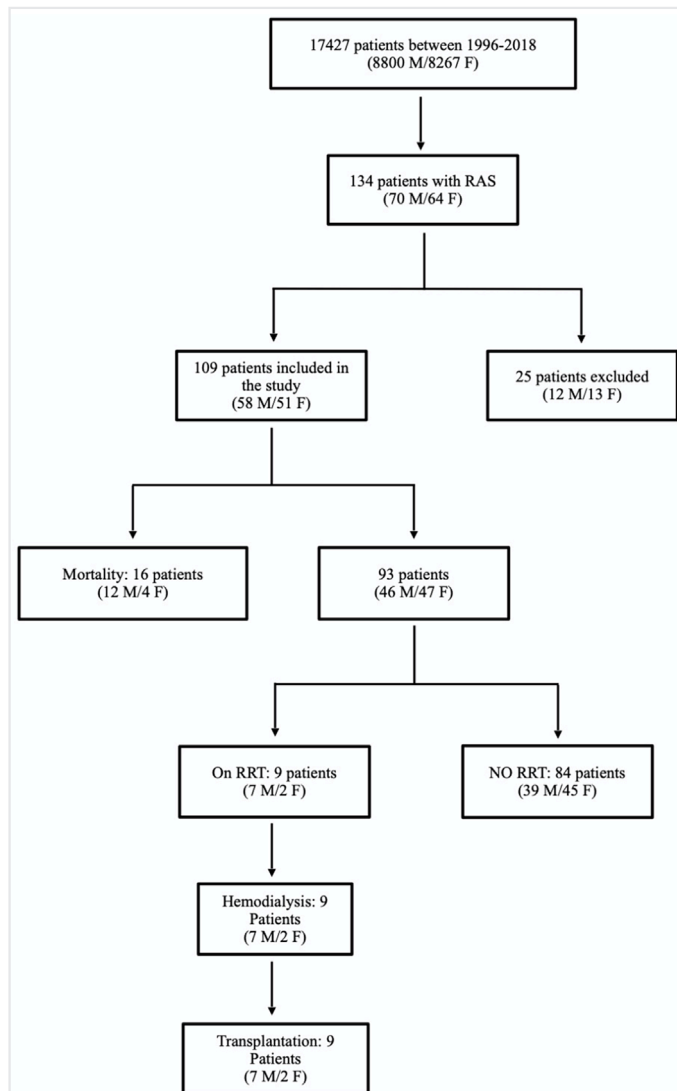 17427 patients between 1996-2018
(8800 M/8267 F)
134 patients with RAS
(70 M/64 F)
109 patients included in
the study
(58 M/51 F)
25 patients excluded
(12 M/13 F)
Mortality: 16 patients
(12 M/4 F)
93 patients
(46 M/47 F)
On RRT: 9 patients
(7 M/2 F)
NO RRT: 84 patients
(39 M/45 F)
Hemodialysis: 9
Patients
(7 M/2 F)
Transplantation: 9
Patients
(7 M/2 F)